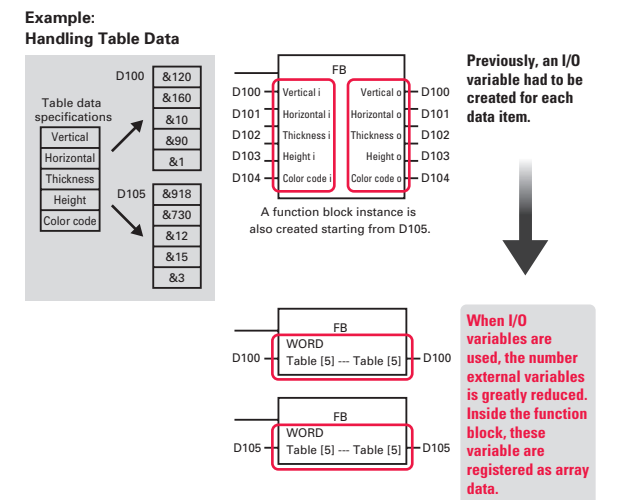 Example:
Handling Table Data
Table data
specifications
Vertical
Horizontal
Thickness
Height
Color code
D100
&120
&160
&10
&90
&1
D105
&918
&730
&12
&15
&3
FB
D100 Vertical i Vertical o D100
D101 Horizontal i Horizontal o D101
D102 Thickness i Thickness o D102
D103 Height i Height o D103
D104 Color code i Color code o D104
A function block instance is
also created starting from D105.
Previously, an I/O
variable had to be
created for each
data item.
FB
WORD
D100 Table [5] --- Table [5] D100
FB
WORD
D105 Table [5] --- Table [5] D105
When I/O
variables are
used, the number
external variables
is greatly reduced.
Inside the function
block, these
variable are
registered as array
data.